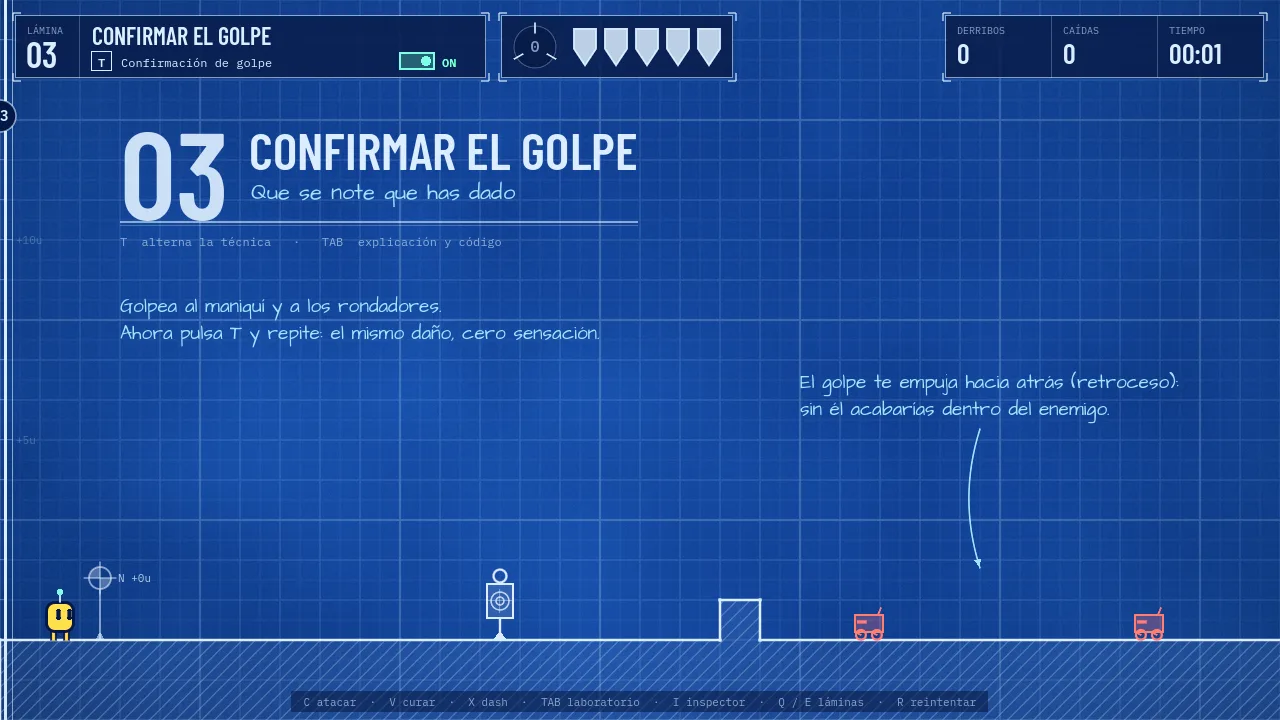 LÁMINA
03
CONFIRMAR EL GOLPE
T Confirmación de golpe
ON
0
DERRIBOS
0
CAÍDAS
0
TIEMPO
00:01
3
03
CONFIRMAR EL GOLPE
Que se note que has dado
T alterna la técnica · TAB explicación y código
+10u
Golpea al maniquí y a los rondadores.
Ahora pulsa T y repite: el mismo daño, cero sensación.
El golpe te empuja hacia atrás (retroceso):
sin él acabarías dentro del enemigo.
+5u
N +0u
C atacar · V curar · X dash · TAB laboratorio · I inspector · Q / E láminas · R reintentar